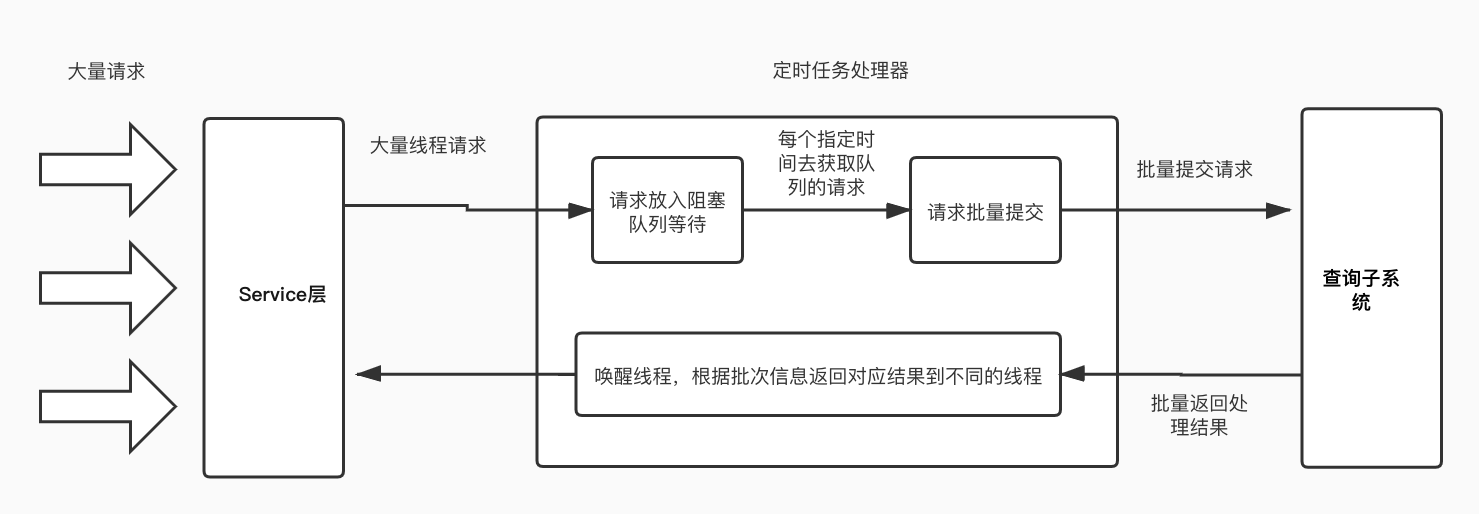 大量请求
定时任务处理器
大量线程请求
每个指定时
间去获取队
列的请求
批量提交请求
请求放入阻塞
队列等待
请求批量提交
Service层
查询子系
统
唤醒线程，根据批次信息返回对应结果到不同的线程
批量返回处
理结果